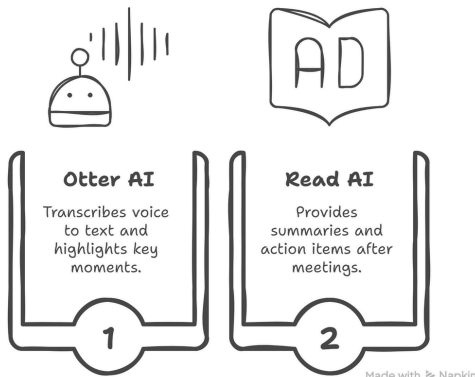 AD
Otter AI
Transcribes voice
to text and
highlights key
moments.
1
Read AI
Provides
summaries and
action items after
meetings.
2
Made with Napkin